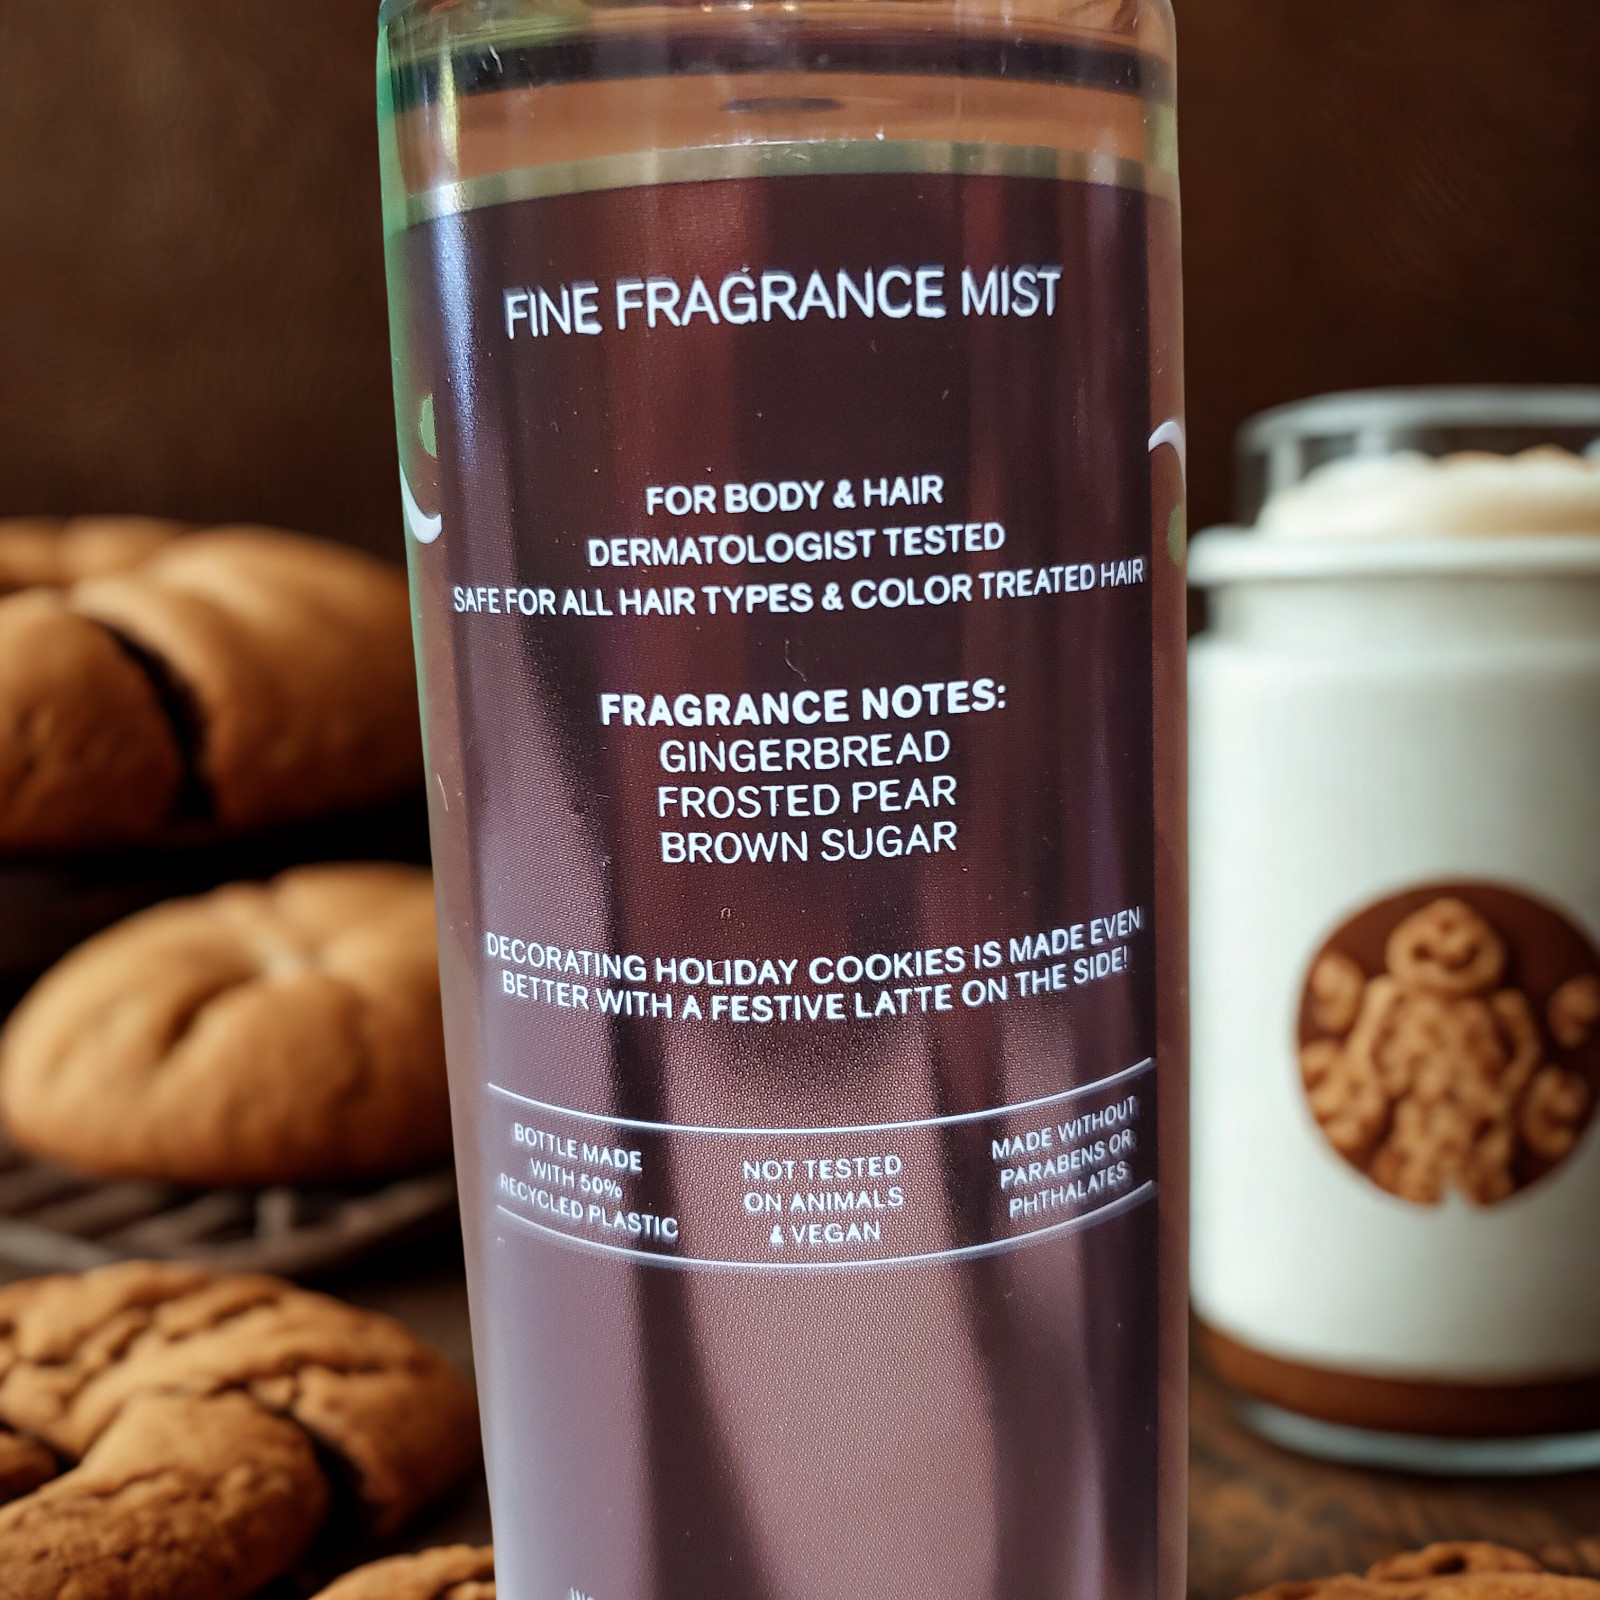 FINE FRAGRANCE MIST
FOR BODY & HAIR
DERMATOLOGIST TESTED
SAFE FOR ALL HAIR TYPES & COLOR TREATED HAIR
FRAGRANCE NOTES:
GINGERBREAD
FROSTED PEAR
BROWN SUGAR
DECORATING HOLIDAY COOKIES IS MADE EVEN
BETTER WITH A FESTIVE LATTE ON THE SIDE!
BOTTLE MADE
WITH 50%
RECYCLED PLASTIC
NOT TESTED
ON ANIMALS
& VEGAN
MADE WITHOUT
PARABENS OR
PHTHALATES